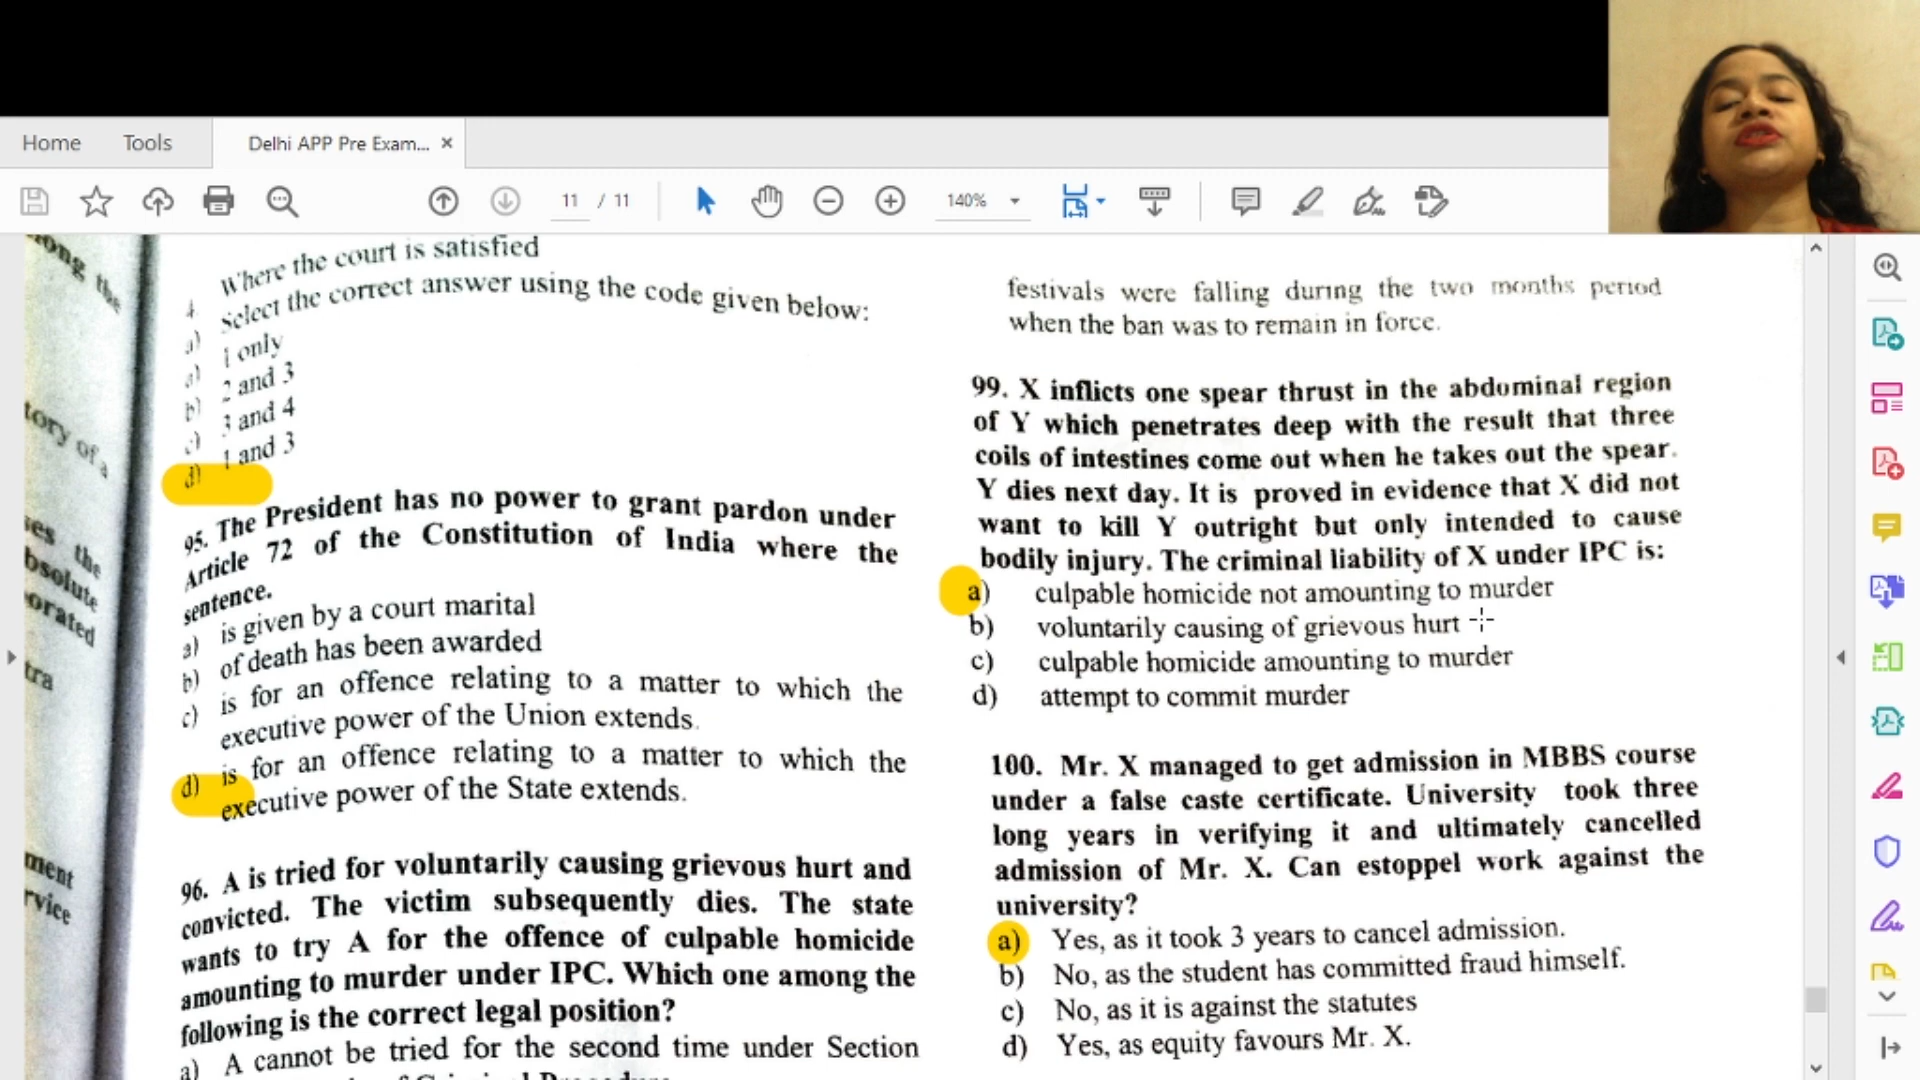 Home
Tools
Delhi APP Pre Exam... ×
11 / 11
140%
ong the
tory of a
ses the
bsolute
orated
tra
ment
rvice
4. Where the court is satisfied
Select the correct answer using the code given below:
a) 1 only
b) 2 and 3
c) 3 and 4
d) 1 and 3
95. The President has no power to grant pardon under
Article 72 of the Constitution of India where the
sentence.
a) is given by a court marital
b) of death has been awarded
c) is for an offence relating to a matter to which the
executive power of the Union extends.
d) is for an offence relating to a matter to which the
executive power of the State extends.
96. A is tried for voluntarily causing grievous hurt and
convicted. The victim subsequently dies. The state
wants to try A for the offence of culpable homicide
amounting to murder under IPC. Which one among the
following is the correct legal position?
a) A cannot be tried for the second time under Section
festivals were falling during the two months period
when the ban was to remain in force.
99. X inflicts one spear thrust in the abdominal region
of Y which penetrates deep with the result that three
coils of intestines come out when he takes out the spear.
Y dies next day. It is proved in evidence that X did not
want to kill Y outright but only intended to cause
bodily injury. The criminal liability of X under IPC is:
a) culpable homicide not amounting to murder
b) voluntarily causing of grievous hurt
c) culpable homicide amounting to murder
d) attempt to commit murder
100. Mr. X managed to get admission in MBBS course
under a false caste certificate. University took three
long years in verifying it and ultimately cancelled
admission of Mr. X. Can estoppel work against the
university?
a) Yes, as it took 3 years to cancel admission.
b) No, as the student has committed fraud himself.
c) No, as it is against the statutes
d) Yes, as equity favours Mr. X.